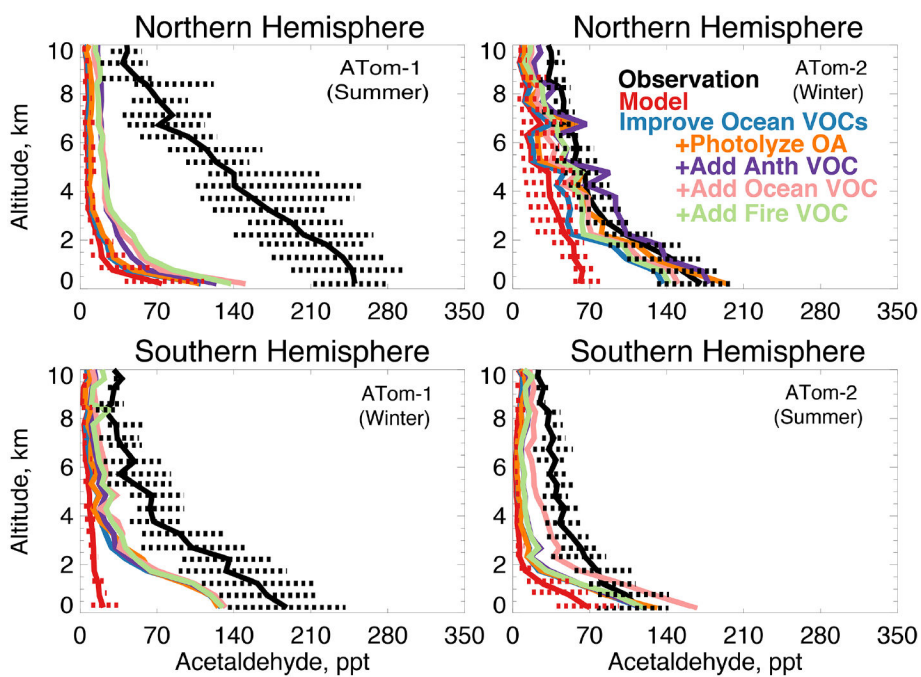 Northern Hemisphere
Northern Hemisphere
10
8
6
4
2
0
Altitude, km
ATom-1
(Summer)
0
70
140
210
280
350
10
8
6
4
2
0
Observation
Model
Improve Ocean VOCs
+Photolyze OA
+Add Anth VOC
+Add Ocean VOC
+Add Fire VOC
ATom-2
(Winter)
0
70
140
210
280
350
Southern Hemisphere
Southern Hemisphere
10
8
6
4
2
0
Altitude, km
ATom-1
(Winter)
0
70
140
210
280
350
Acetaldehyde, ppt
10
8
6
4
2
0
ATom-2
(Summer)
0
70
140
210
280
350
Acetaldehyde, ppt